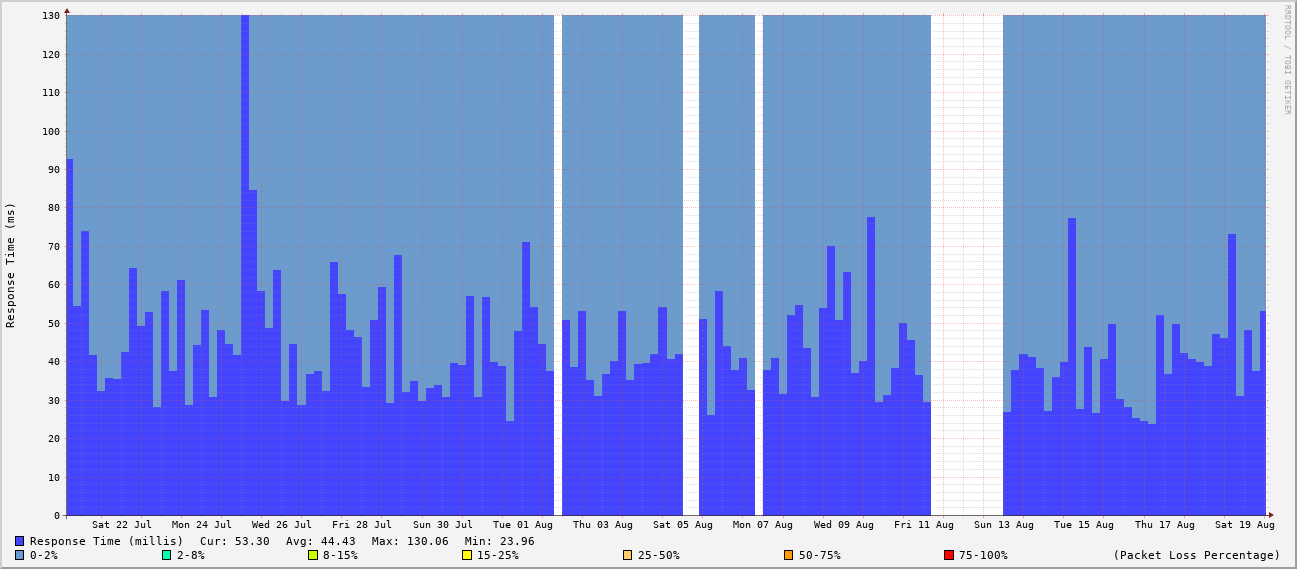 RRDTOOL / TOBI OETIKER
Response Time (ms)
130
120
110
100
90
80
70
60
50
40
30
20
10
0
Sat 22 Jul Mon 24 Jul Wed 26 Jul Fri 28 Jul Sun 30 Jul Tue 01 Aug Thu 03 Aug Sat 05 Aug Mon 07 Aug Wed 09 Aug Fri 11 Aug Sun 13 Aug Tue 15 Aug Thu 17 Aug Sat 19 Aug
Response Time (millis) Cur: 53.30 Avg: 44.43 Max: 130.06 Min: 23.96
0-2% 2-8% 8-15% 15-25% 25-50% 50-75% 75-100% (Packet Loss Percentage)